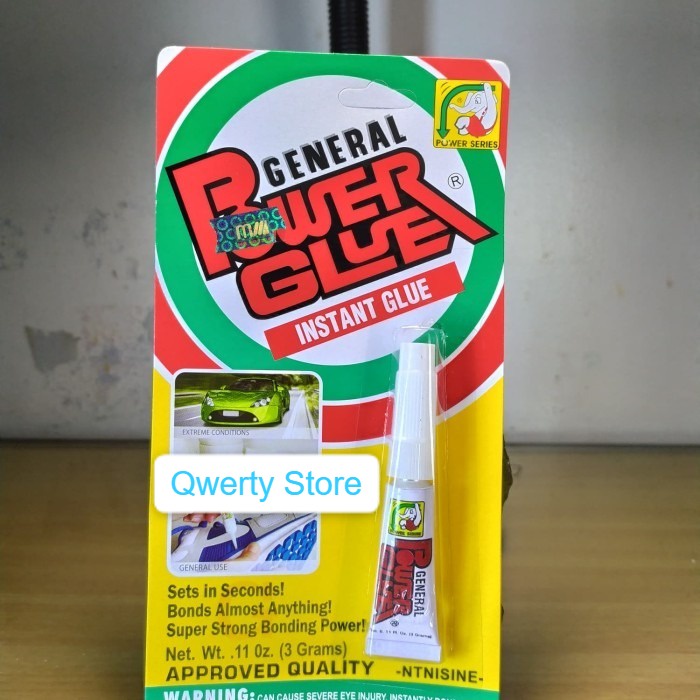 POWER SERIES
GENERAL
POWER
GLUE
®
INSTANT GLUE
EXTREME CONDITIONS
Qwerty Store
GENERAL USE
POWER SERIES
GENERAL
POWER
GLUE
®
Sets in Seconds!
Bonds Almost Anything!
Super Strong Bonding Power!
Net. Wt. .11 Oz. (3 Grams)
APPROVED QUALITY -NTNISINE-
WARNING: CAN CAUSE SEVERE EYE INJURY. INSTANTLY